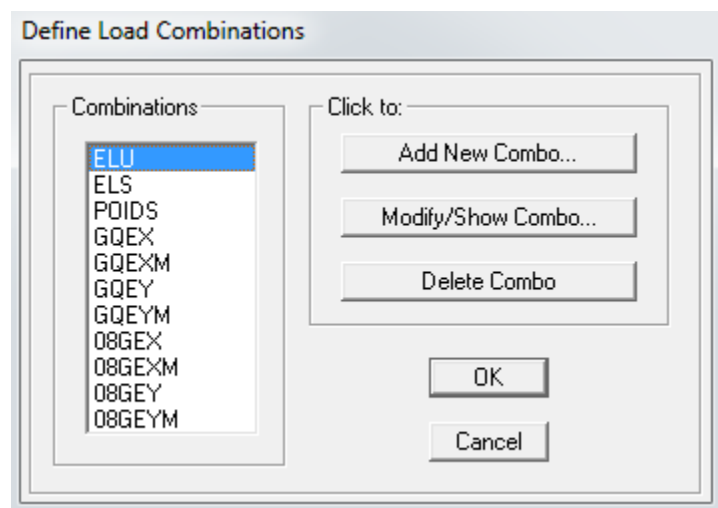 Define Load Combinations
Combinations
ELU
ELS
POIDS
GQEX
GQEXM
GQEY
GQEYM
08GEX
08GEXM
08GEY
08GEYM
Click to:
Add New Combo...
Modify/Show Combo...
Delete Combo
OK
Cancel